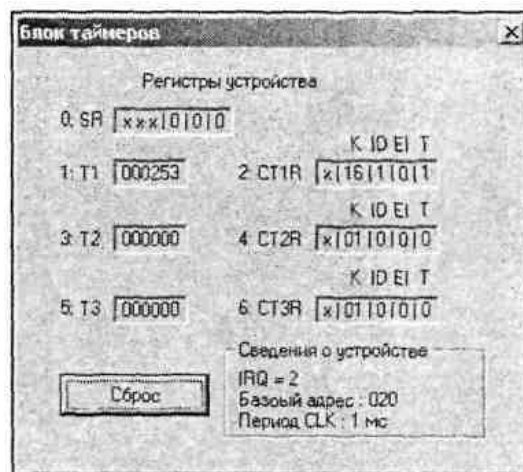 Блок таймеров
Регистры устройства
0: SR x x x|0|0|0
K ID EI T
1: T1 000253 2: CT1R x|16|1|0|1
K ID EI T
3: T2 000000 4: CT2R x|01|0|0|0
K ID EI T
5: T3 000000 6: CT3R x|01|0|0|0
Сведения о устройстве
IRQ = 2
Базоый адрес : 020
Период CLK : 1 мс
Сброс